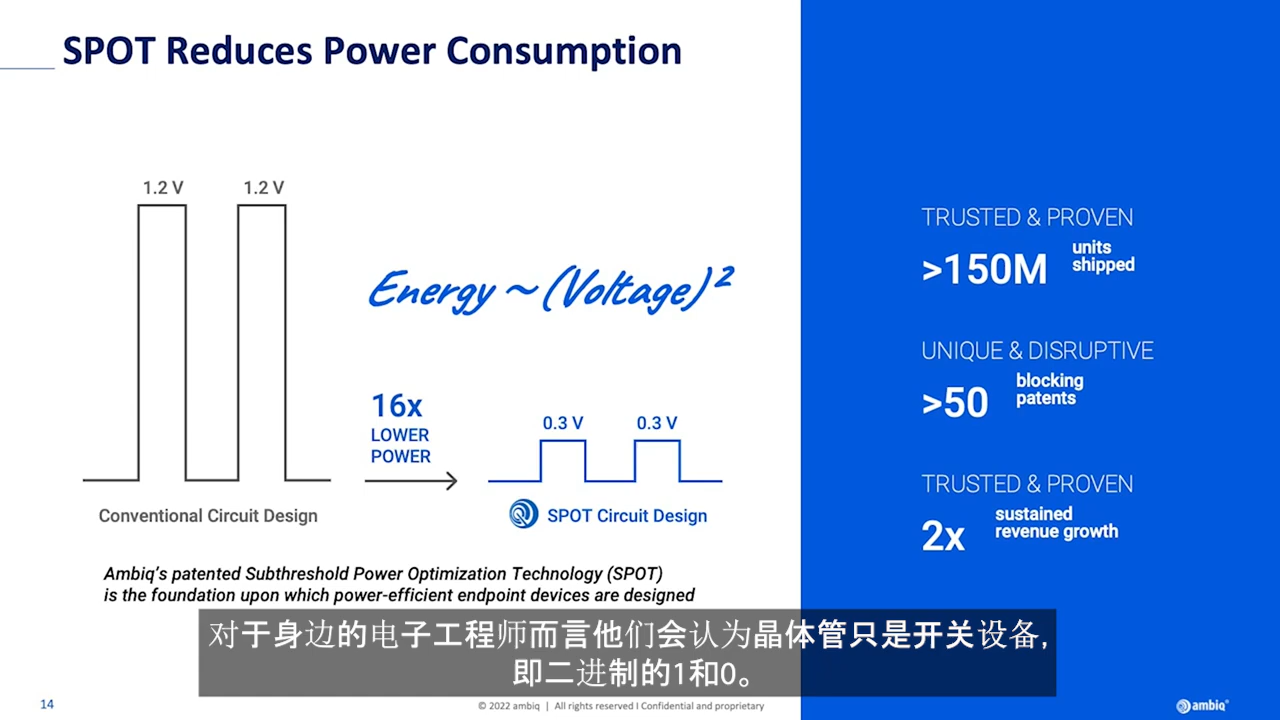 SPOT Reduces Power Consumption
1.2 V
1.2 V
Energy ~ (Voltage)²
16x
LOWER
POWER
0.3 V
0.3 V
Conventional Circuit Design
SPOT Circuit Design
Ambiq's patented Subthreshold Power Optimization Technology (SPOT)
is the foundation upon which power-efficient endpoint devices are designed
TRUSTED & PROVEN
>150M
units
shipped
UNIQUE & DISRUPTIVE
>50
blocking
patents
TRUSTED & PROVEN
2x
sustained
revenue growth
对于身边的电子工程师而言他们会认为晶体管只是开关设备,
即二进制的1和0。
14
© 2022 ambiq | All rights reserved I Confidential and proprietary
ambiq®